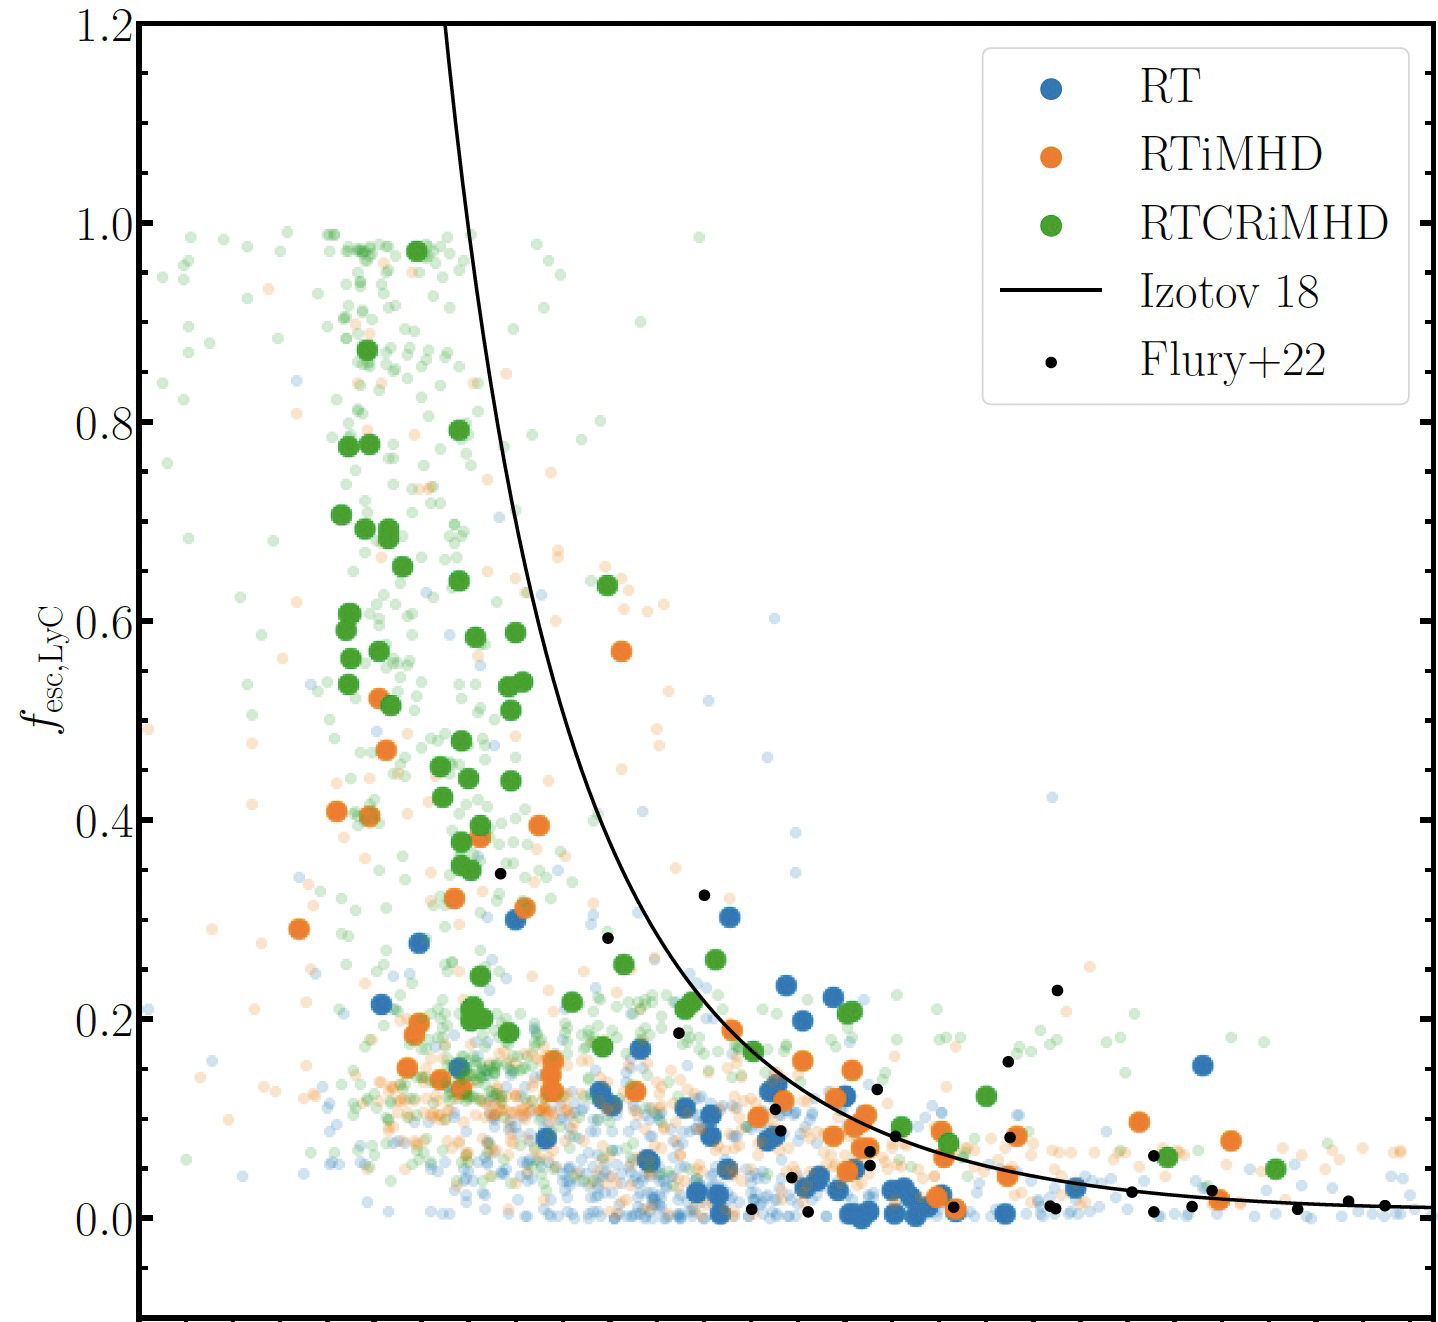 1.2
1.0
0.8
0.6
0.4
0.2
0.0
f_esc,LyC
RT
RTiMHD
RTCRiMHD
Izotov 18
Flury+22